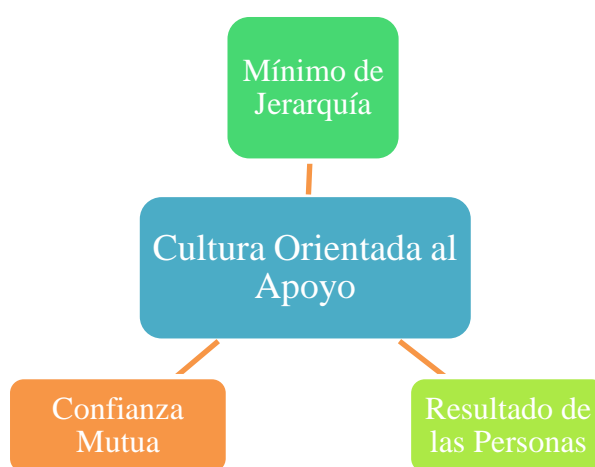 Mínimo de
Jerarquía
Cultura Orientada al
Apoyo
Confianza
Mutua
Resultado de
las Personas